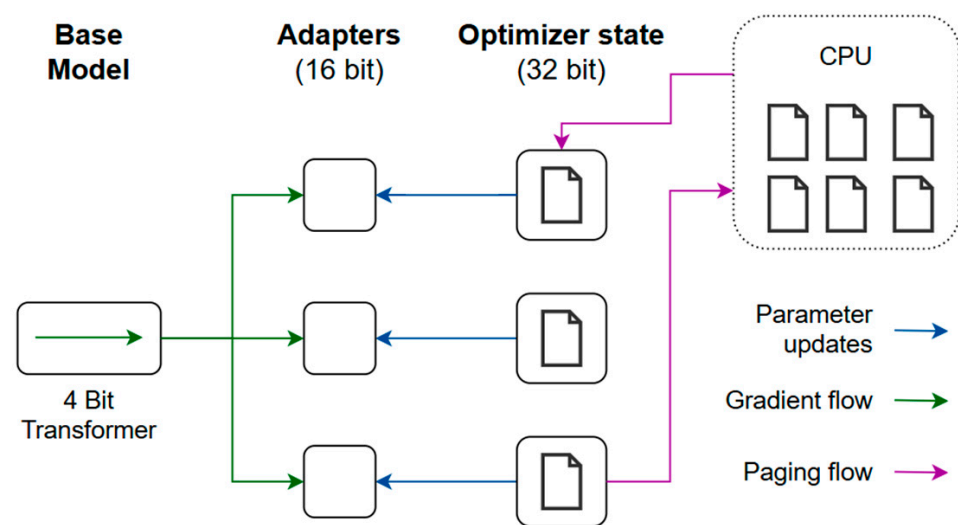 Base
Model
Adapters
(16 bit)
Optimizer state
(32 bit)
CPU
4 Bit
Transformer
Parameter
updates
Gradient flow
Paging flow